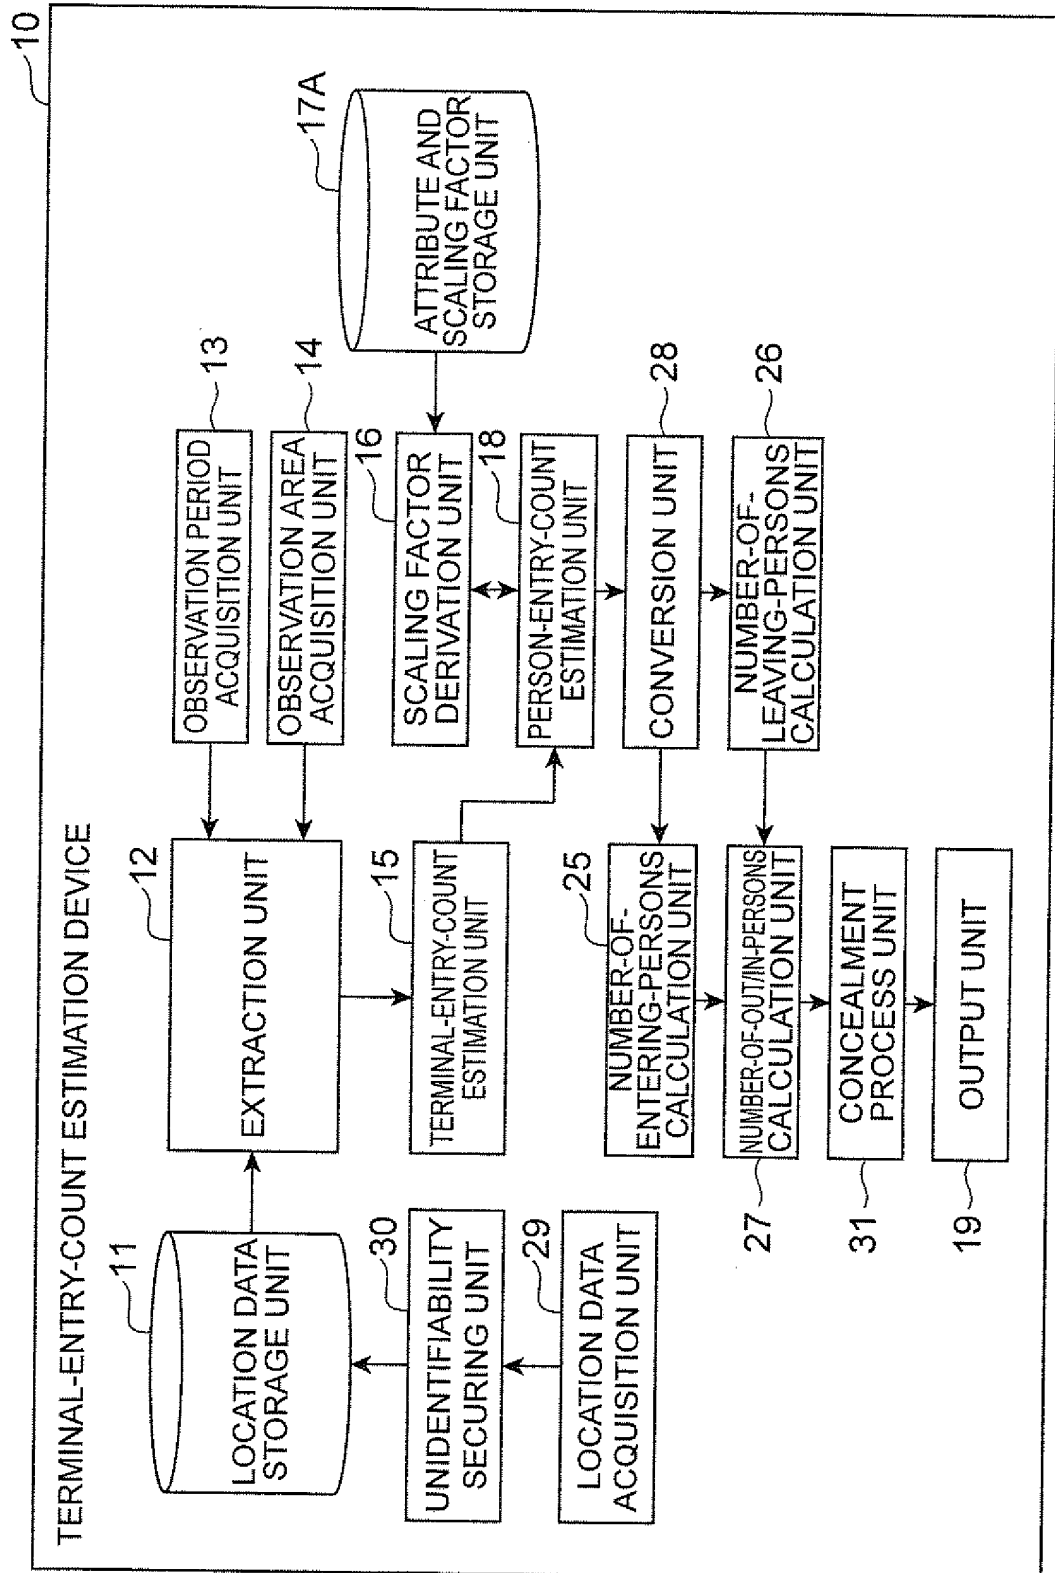 10
TERMINAL-ENTRY-COUNT ESTIMATION DEVICE
11
LOCATION DATA
STORAGE UNIT
12
EXTRACTION UNIT
13
OBSERVATION PERIOD
ACQUISITION UNIT
14
OBSERVATION AREA
ACQUISITION UNIT
30
UNIDENTIFIABILITY
SECURING UNIT
15
TERMINAL-ENTRY-COUNT
ESTIMATION UNIT
16
SCALING FACTOR
DERIVATION UNIT
17A
ATTRIBUTE AND
SCALING FACTOR
STORAGE UNIT
29
LOCATION DATA
ACQUISITION UNIT
18
PERSON-ENTRY-COUNT
ESTIMATION UNIT
25
NUMBER-OF-
ENTERING-PERSONS
CALCULATION UNIT
28
CONVERSION UNIT
27
NUMBER-OF-OUT/IN-PERSONS
CALCULATION UNIT
26
NUMBER-OF-
LEAVING-PERSONS
CALCULATION UNIT
31
CONCEALMENT
PROCESS UNIT
19
OUTPUT UNIT